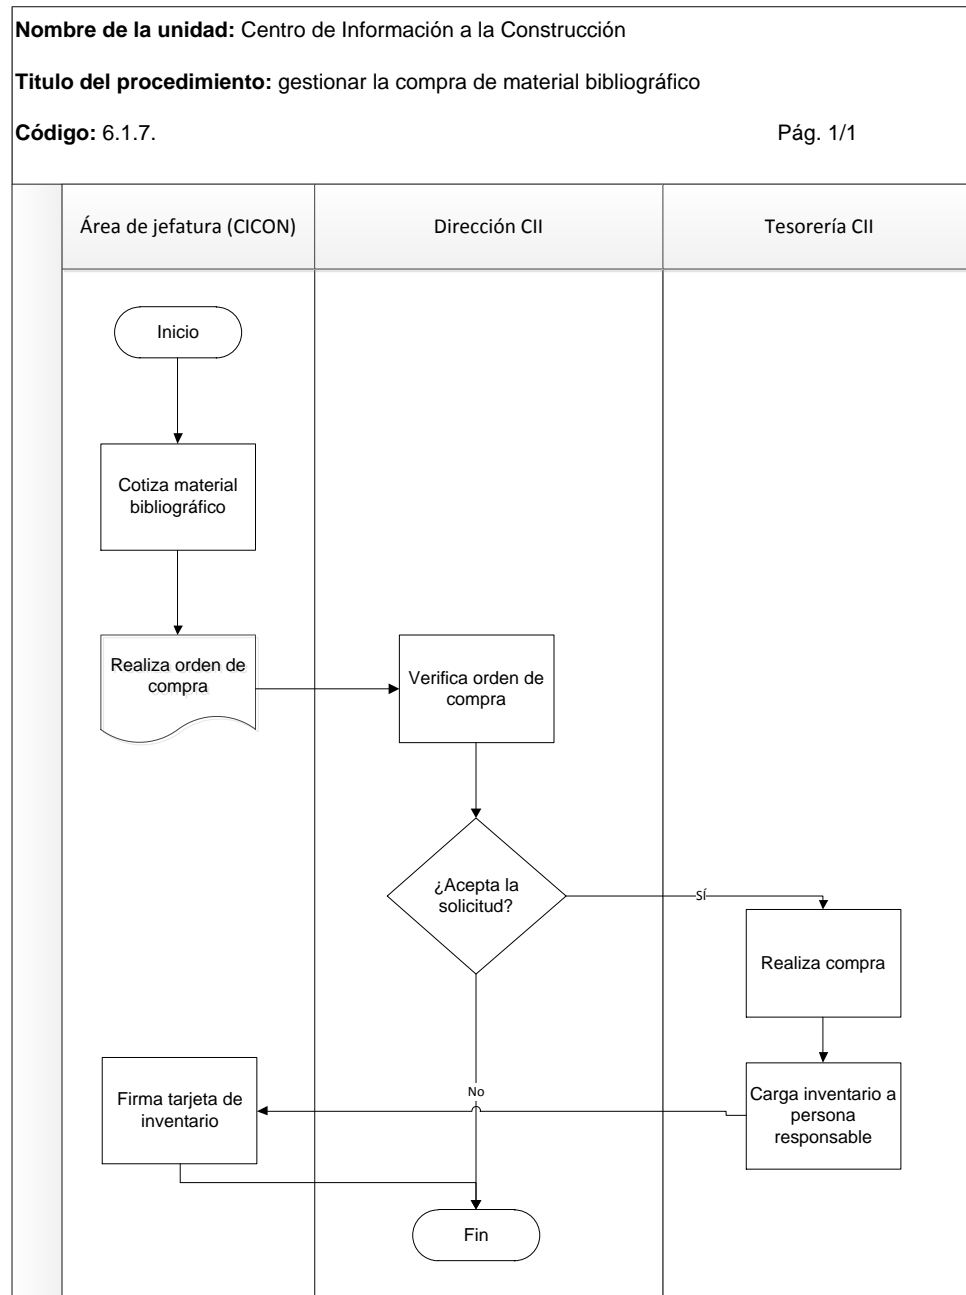 Nombre de la unidad: Centro de Información a la Construcción
Titulo del procedimiento: gestionar la compra de material bibliográfico
Código: 6.1.7. Pág. 1/1
Área de jefatura (CICON) Dirección CII Tesorería CII
Inicio
Cotiza material
bibliográfico
Realiza orden de
compra
Verifica orden de
compra
¿Acepta la
solicitud?
SÍ
Realiza compra
No
Carga inventario a
persona
responsable
Firma tarjeta de
inventario
Fin